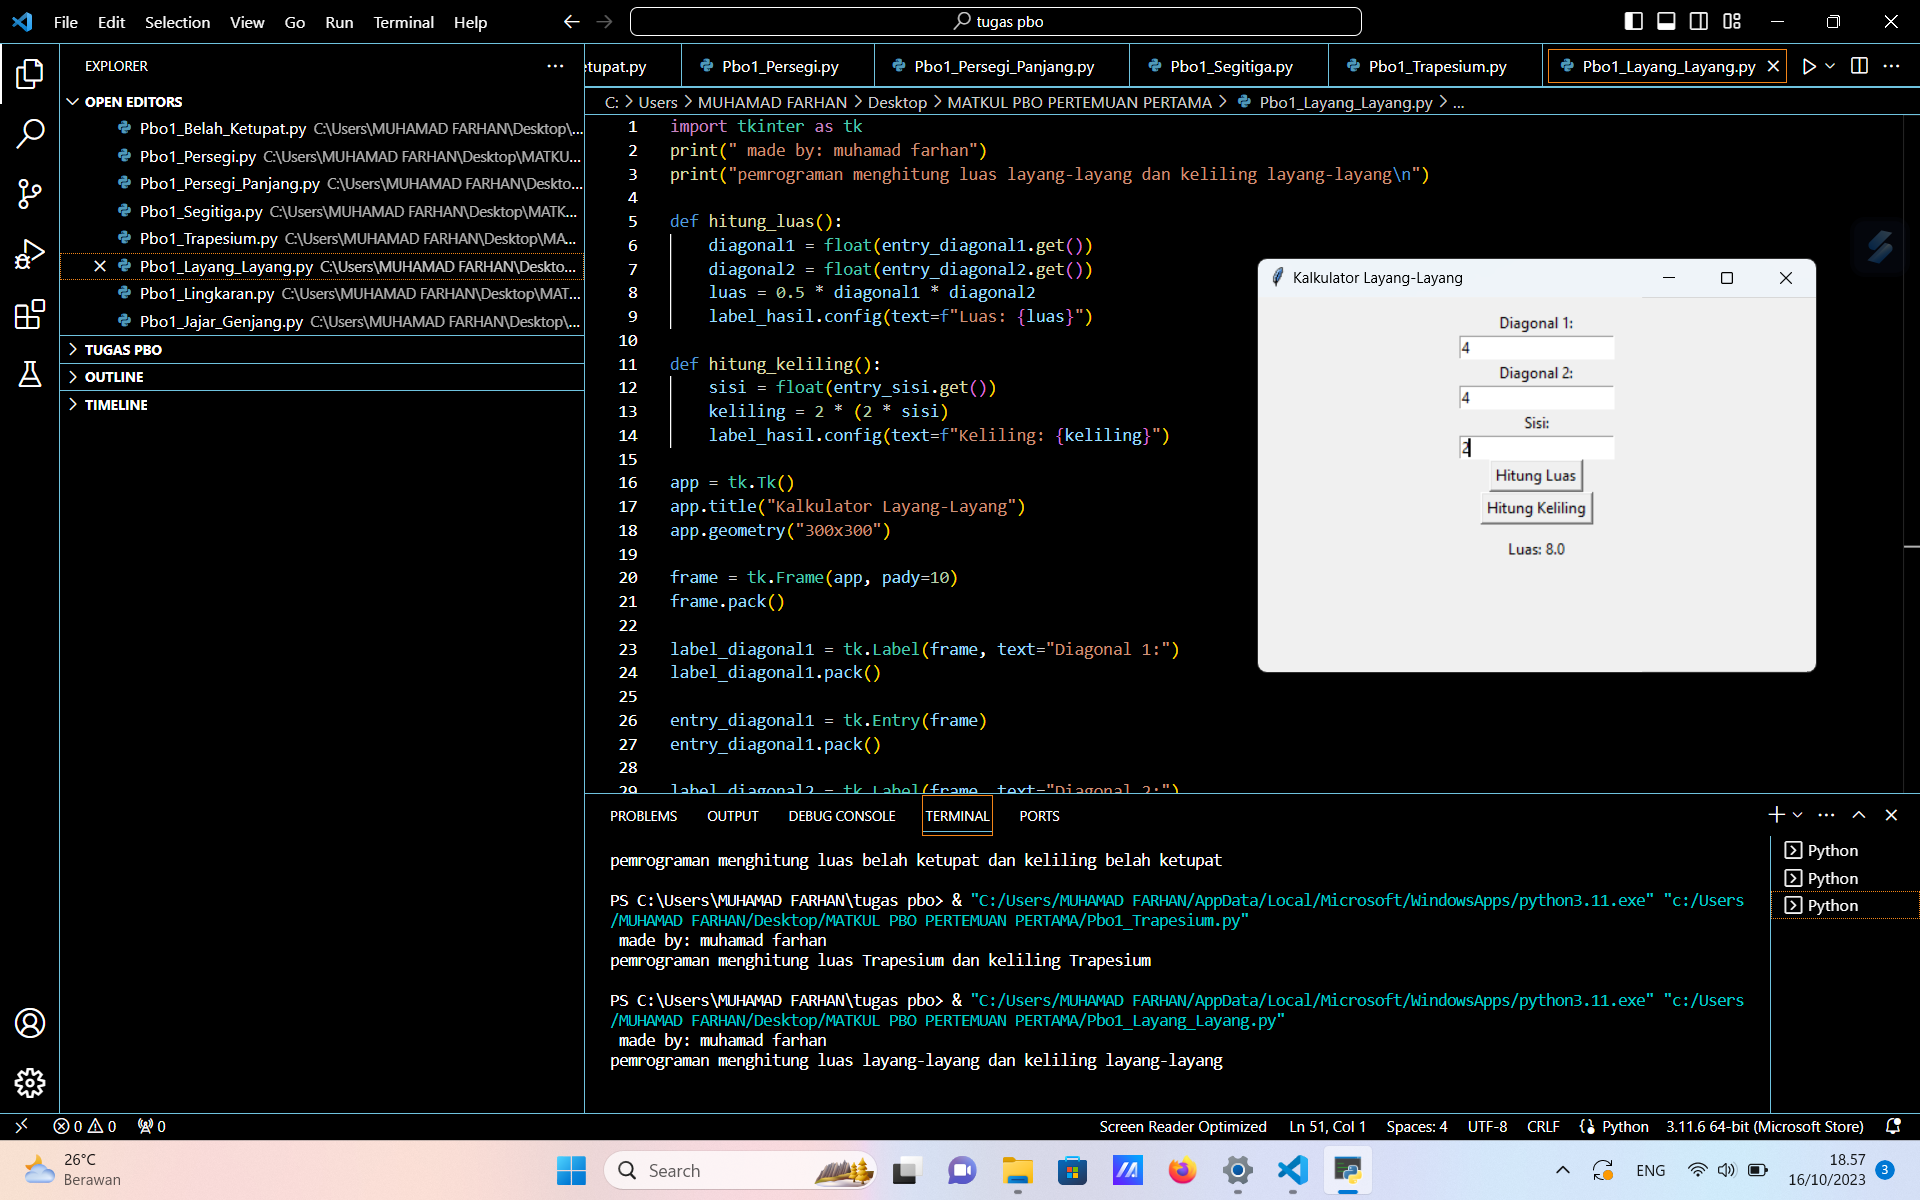 File Edit Selection View Go Run Terminal Help
tugas pbo
EXPLORER
OPEN EDITORS
Pbo1_Belah_Ketupat.py C:\Users\MUHAMAD FARHAN\Desktop\...
Pbo1_Persegi.py C:\Users\MUHAMAD FARHAN\Desktop\MATKU...
Pbo1_Persegi_Panjang.py C:\Users\MUHAMAD FARHAN\Deskto...
Pbo1_Segitiga.py C:\Users\MUHAMAD FARHAN\Desktop\MATK...
Pbo1_Trapesium.py C:\Users\MUHAMAD FARHAN\Desktop\MA...
Pbo1_Layang_Layang.py C:\Users\MUHAMAD FARHAN\Deskto...
Pbo1_Lingkaran.py C:\Users\MUHAMAD FARHAN\Desktop\MAT...
Pbo1_Jajar_Genjang.py C:\Users\MUHAMAD FARHAN\Desktop\...
TUGAS PBO
OUTLINE
TIMELINE
tupat.py Pbo1_Persegi.py Pbo1_Persegi_Panjang.py Pbo1_Segitiga.py Pbo1_Trapesium.py Pbo1_Layang_Layang.py
C: > Users > MUHAMAD FARHAN > Desktop > MATKUL PBO PERTEMUAN PERTAMA > Pbo1_Layang_Layang.py > ...
1 import tkinter as tk
2 print(" made by: muhamad farhan")
3 print("pemrograman menghitung luas layang-layang dan keliling layang-layang\n")
4
5 def hitung_luas():
6 diagonal1 = float(entry_diagonal1.get())
7 diagonal2 = float(entry_diagonal2.get())
8 luas = 0.5 * diagonal1 * diagonal2
9 label_hasil.config(text=f"Luas: {luas}")
10
11 def hitung_keliling():
12 sisi = float(entry_sisi.get())
13 keliling = 2 * (2 * sisi)
14 label_hasil.config(text=f"Keliling: {keliling}")
15
16 app = tk.Tk()
17 app.title("Kalkulator Layang-Layang")
18 app.geometry("300x300")
19
20 frame = tk.Frame(app, pady=10)
21 frame.pack()
22
23 label_diagonal1 = tk.Label(frame, text="Diagonal 1:")
24 label_diagonal1.pack()
25
26 entry_diagonal1 = tk.Entry(frame)
27 entry_diagonal1.pack()
28
29 label_diagonal2 = tk.Label(frame, text="Diagonal 2:")
Kalkulator Layang-Layang
Diagonal 1:
4
Diagonal 2:
4
Sisi:
2
Hitung Luas
Hitung Keliling
Luas: 8.0
PROBLEMS OUTPUT DEBUG CONSOLE TERMINAL PORTS
pemrograman menghitung luas belah ketupat dan keliling belah ketupat
PS C:\Users\MUHAMAD FARHAN\tugas pbo> & "C:/Users/MUHAMAD FARHAN/AppData/Local/Microsoft/WindowsApps/python3.11.exe" "c:/Users
/MUHAMAD FARHAN/Desktop/MATKUL PBO PERTEMUAN PERTAMA/Pbo1_Trapesium.py"
made by: muhamad farhan
pemrograman menghitung luas Trapesium dan keliling Trapesium
PS C:\Users\MUHAMAD FARHAN\tugas pbo> & "C:/Users/MUHAMAD FARHAN/AppData/Local/Microsoft/WindowsApps/python3.11.exe" "c:/Users
/MUHAMAD FARHAN/Desktop/MATKUL PBO PERTEMUAN PERTAMA/Pbo1_Layang_Layang.py"
made by: muhamad farhan
pemrograman menghitung luas layang-layang dan keliling layang-layang
Python
Python
Python
0 0 0
Screen Reader Optimized Ln 51, Col 1 Spaces: 4 UTF-8 CRLF Python 3.11.6 64-bit (Microsoft Store)
26°C
Berawan
Search
ENG
18.57
16/10/2023
3